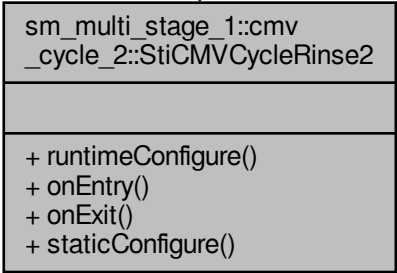 sm_multi_stage_1::cmv
_cycle_2::StiCMVCycleRinse2
+ runtimeConfigure()
+ onEntry()
+ onExit()
+ staticConfigure()